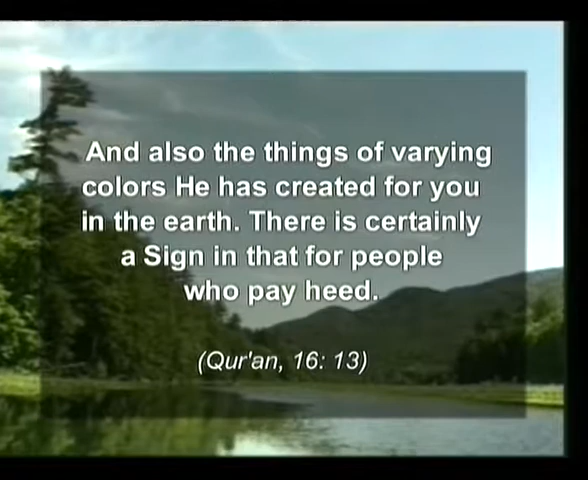 And also the things of varying
colors He has created for you
in the earth. There is certainly
a Sign in that for people
who pay heed.
(Qur'an, 16: 13)